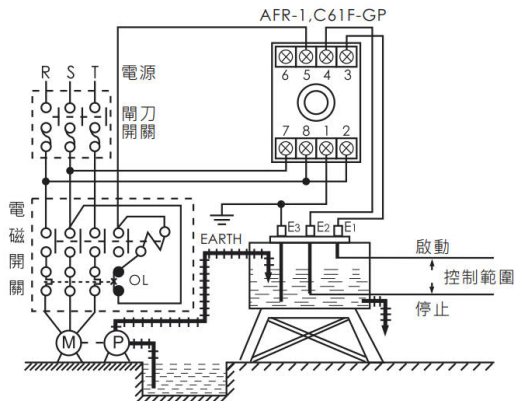 AFR-1,C61F-GP
R S T 電源
6 5 4 3
閘刀
開關
7 8 1 2
電磁開關
EARTH
E3 E2 E1
OL
啟動
控制範圍
停止
M P